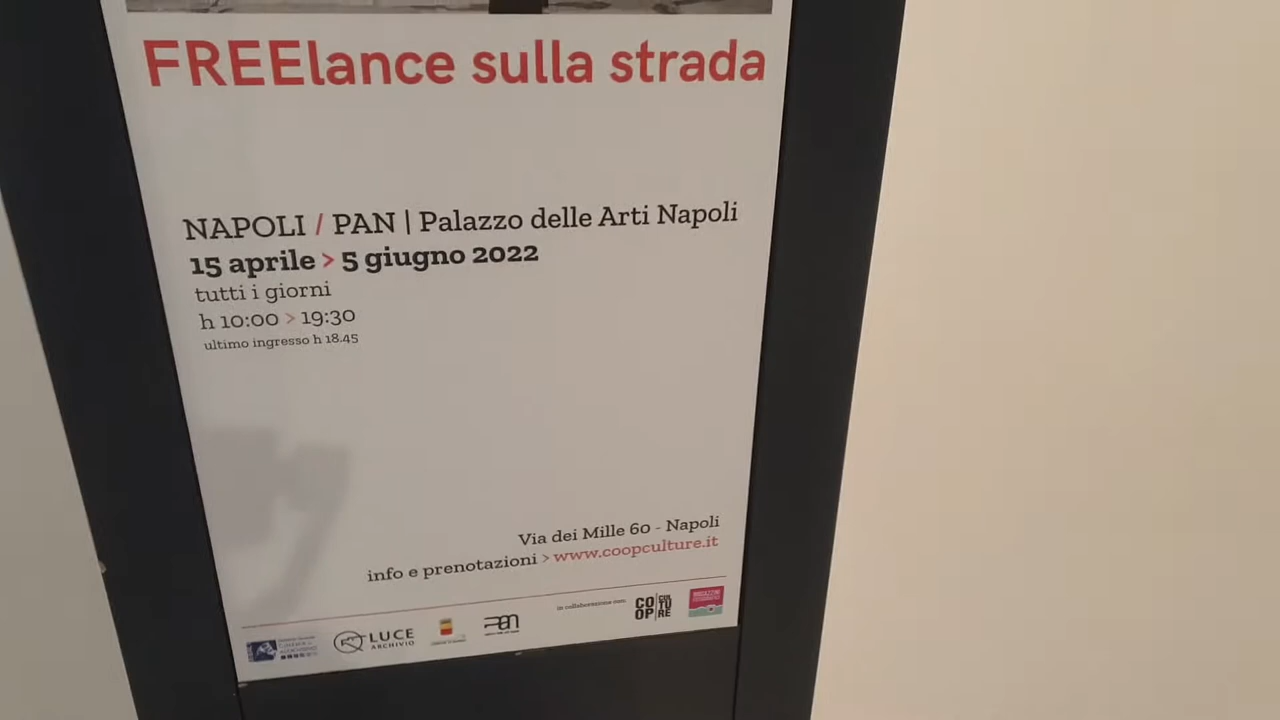 FREElance sulla strada
NAPOLI / PAN | Palazzo delle Arti Napoli
15 aprile > 5 giugno 2022
tutti i giorni
h 10:00 > 19:30
ultimo ingresso h 18.45
Via dei Mille 60 - Napoli
info e prenotazioni > www.coopculture.it
in collaborazione con
LUCE
ARCHIVIO
PAN
CO
OP
CUL
TU
RE